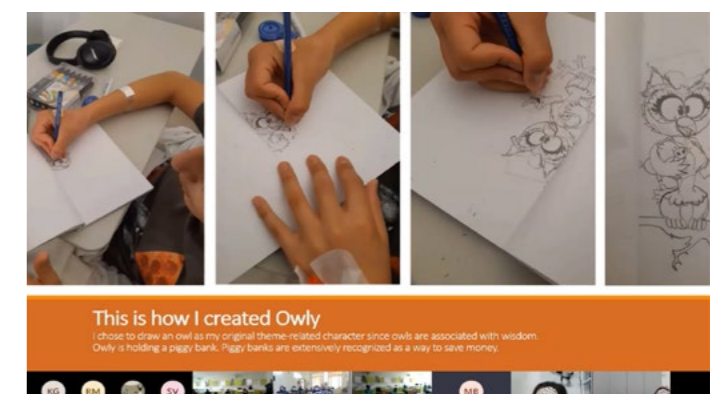 This is how I created Owly
I chose to draw an owl as my original theme-related character since owls are associated with wisdom.
Owly is holding a piggy bank. Piggy banks are extensively recognized as a way to save money.
KG RM SV MB